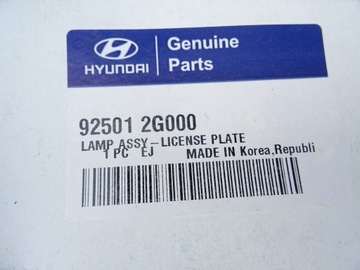 HYUNDAI
Genuine
Parts
92501 2G000
LAMP ASSY-LICENSE PLATE
1 PC EJ MADE IN Korea,Republi